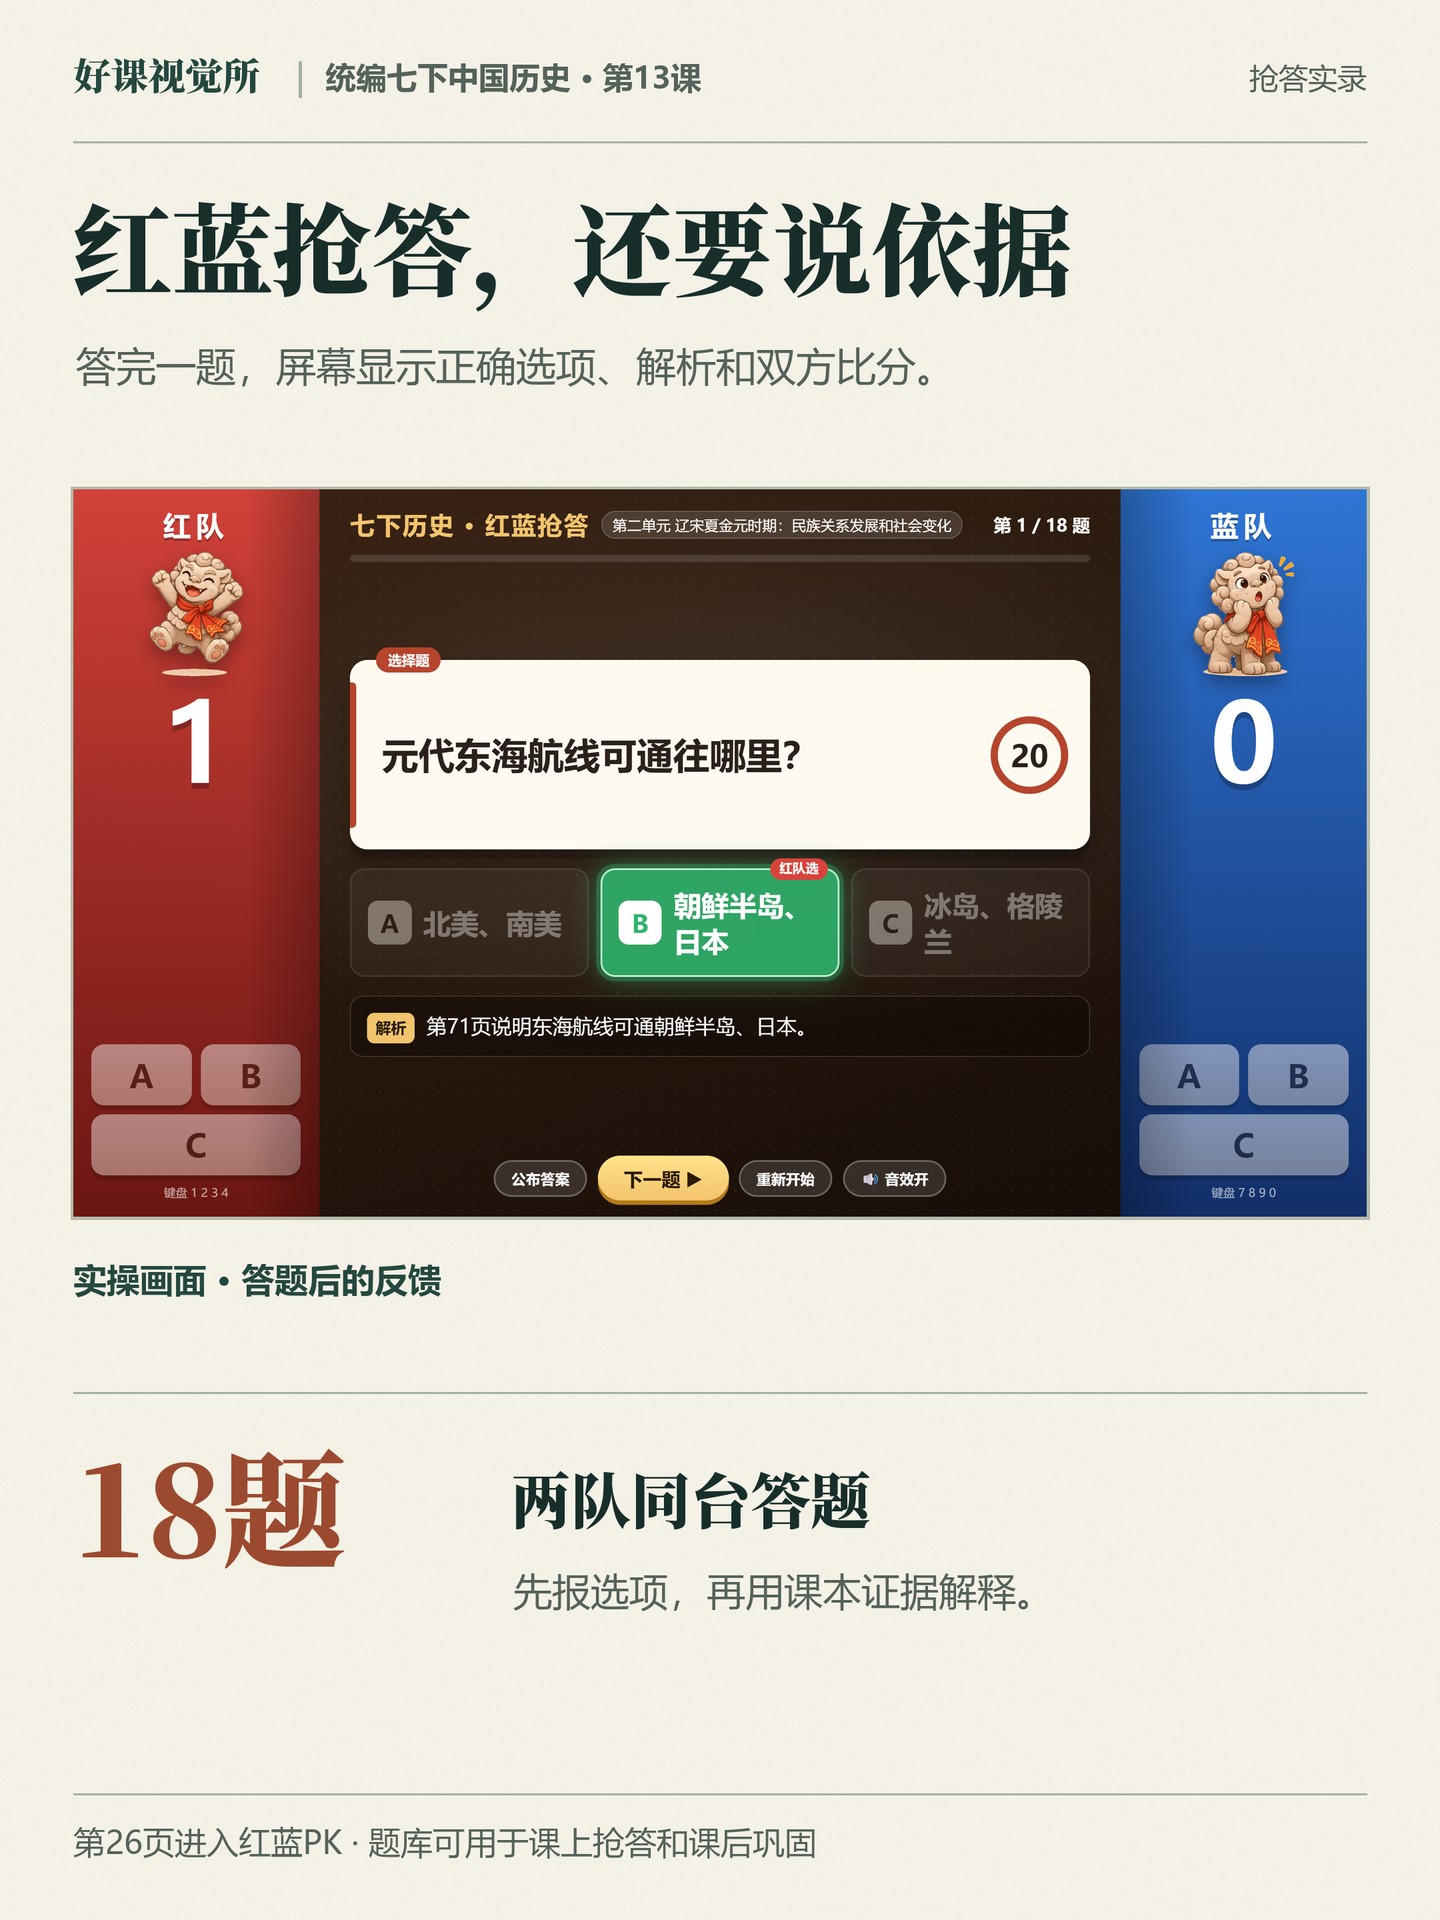 好课视觉所 | 统编七下中国历史·第13课
抢答实录
红蓝抢答，还要说依据
答完一题，屏幕显示正确选项、解析和双方比分。
红队
七下历史·红蓝抢答
第二单元 辽宋夏金元时期：民族关系发展和社会变化
第 1 / 18 题
蓝队
1
0
选择题
元代东海航线可通往哪里？
20
红队选
A 北美、南美
B 朝鲜半岛、
日本
C 冰岛、格陵
兰
解析 第71页说明东海航线可通朝鲜半岛、日本。
A B
C
键盘 1 2 3 4
A B
C
键盘 7 8 9 0
公布答案
下一题 ▶
重新开始
🔊 音效开
实操画面·答题后的反馈
18题
两队同台答题
先报选项，再用课本证据解释。
第26页进入红蓝PK · 题库可用于课上抢答和课后巩固